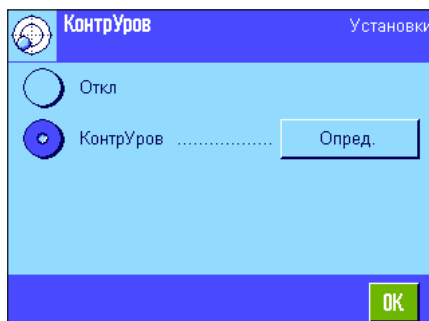 КонтрУров Установки
Откл
КонтрУров .................. Опред.
OK